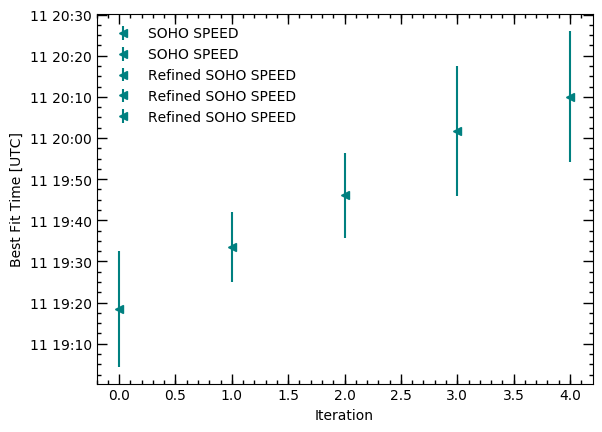 11 20:30
11 20:20
11 20:10
11 20:00
11 19:50
11 19:40
11 19:30
11 19:20
11 19:10
Best Fit Time [UTC]
SOHO SPEED
SOHO SPEED
Refined SOHO SPEED
Refined SOHO SPEED
Refined SOHO SPEED
0.0 0.5 1.0 1.5 2.0 2.5 3.0 3.5 4.0
Iteration